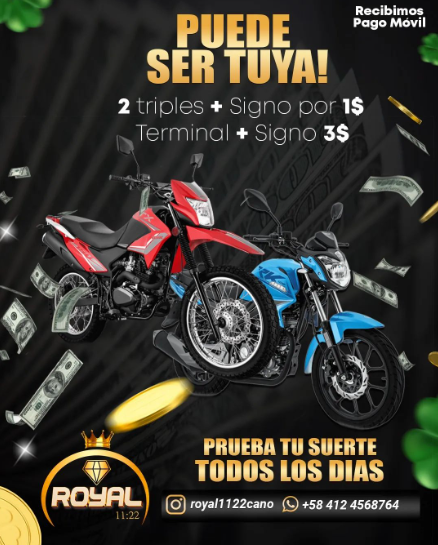 Recibimos
Pago Móvil
PUEDE
SER TUYA!
2 triples + Signo por 1$
Terminal + Signo 3$
PRUEBA TU SUERTE
TODOS LOS DIAS
ROYAL
11:22
royal1122cano
+58 412 4568764